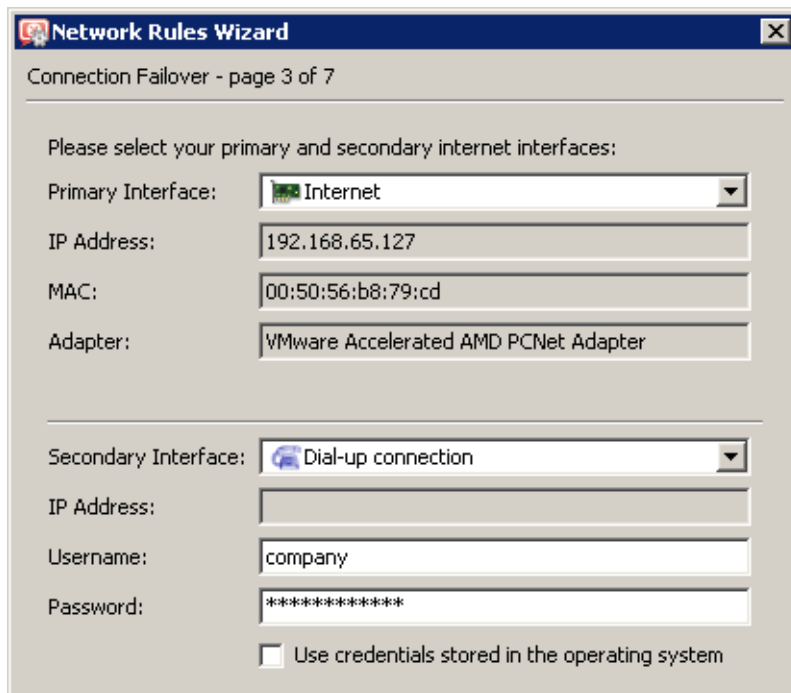 Network Rules Wizard
Connection Failover - page 3 of 7
Please select your primary and secondary internet interfaces:
Primary Interface: Internet
IP Address: 192.168.65.127
MAC: 00:50:56:b8:79:cd
Adapter: VMware Accelerated AMD PCNet Adapter
Secondary Interface: Dial-up connection
IP Address:
Username: company
Password: ************
Use credentials stored in the operating system